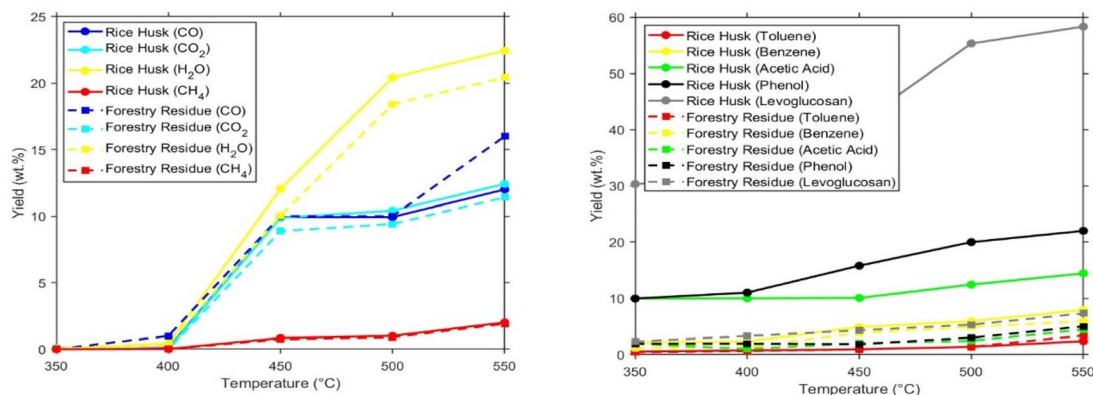 25
20
15
10
5
0
Yield (wt.%)
Rice Husk (CO)
Rice Husk (CO₂)
Rice Husk (H₂O)
Rice Husk (CH₄)
Forestry Residue (CO)
Forestry Residue (CO₂
Forestry Residue (H₂O)
Forestry Residue (CH₄)
350 400 450 500 550
Temperature (°C)
60
50
40
30
20
10
0
Yield (wt.%)
Rice Husk (Toluene)
Rice Husk (Benzene)
Rice Husk (Acetic Acid)
Rice Husk (Phenol)
Rice Husk (Levoglucosan)
Forestry Residue (Toluene)
Forestry Residue (Benzene)
Forestry Residue (Acetic Acid)
Forestry Residue (Phenol)
Forestry Residue (Levoglucosan)
350 400 450 500 550
Temperature (°C)